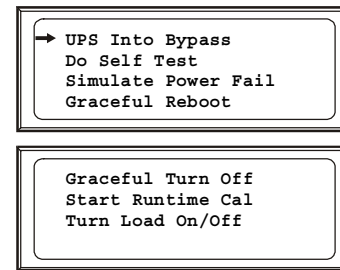 UPS Into Bypass
Do Self Test
Simulate Power Fail
Graceful Reboot
Graceful Turn Off
Start Runtime Cal
Turn Load On/Off